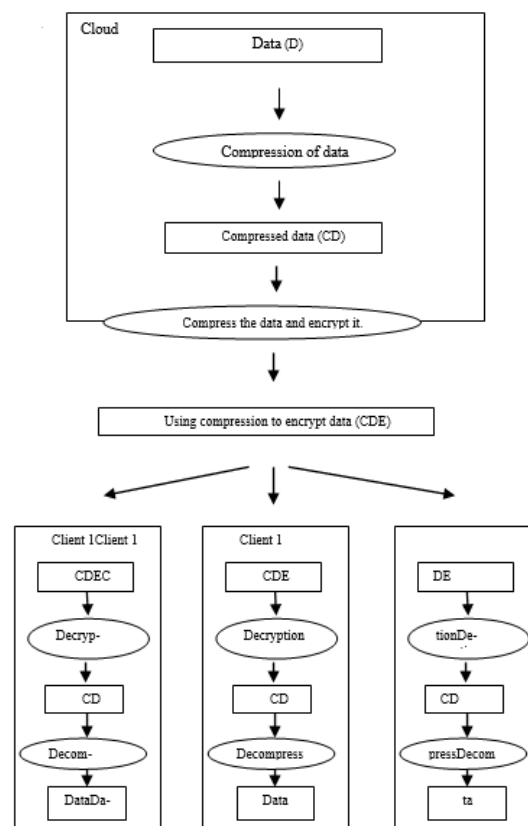 Cloud
Data (D)
Compression of data
Compressed data (CD)
Compress the data and encrypt it.
Using compression to encrypt data (CDE)
Client 1Client 1
CDEC
Decryp-
CD
Decom-
DataDa-
Client 1
CDE
Decryption
CD
Decompress
Data
DE
tionDe-
CD
pressDecom
ta